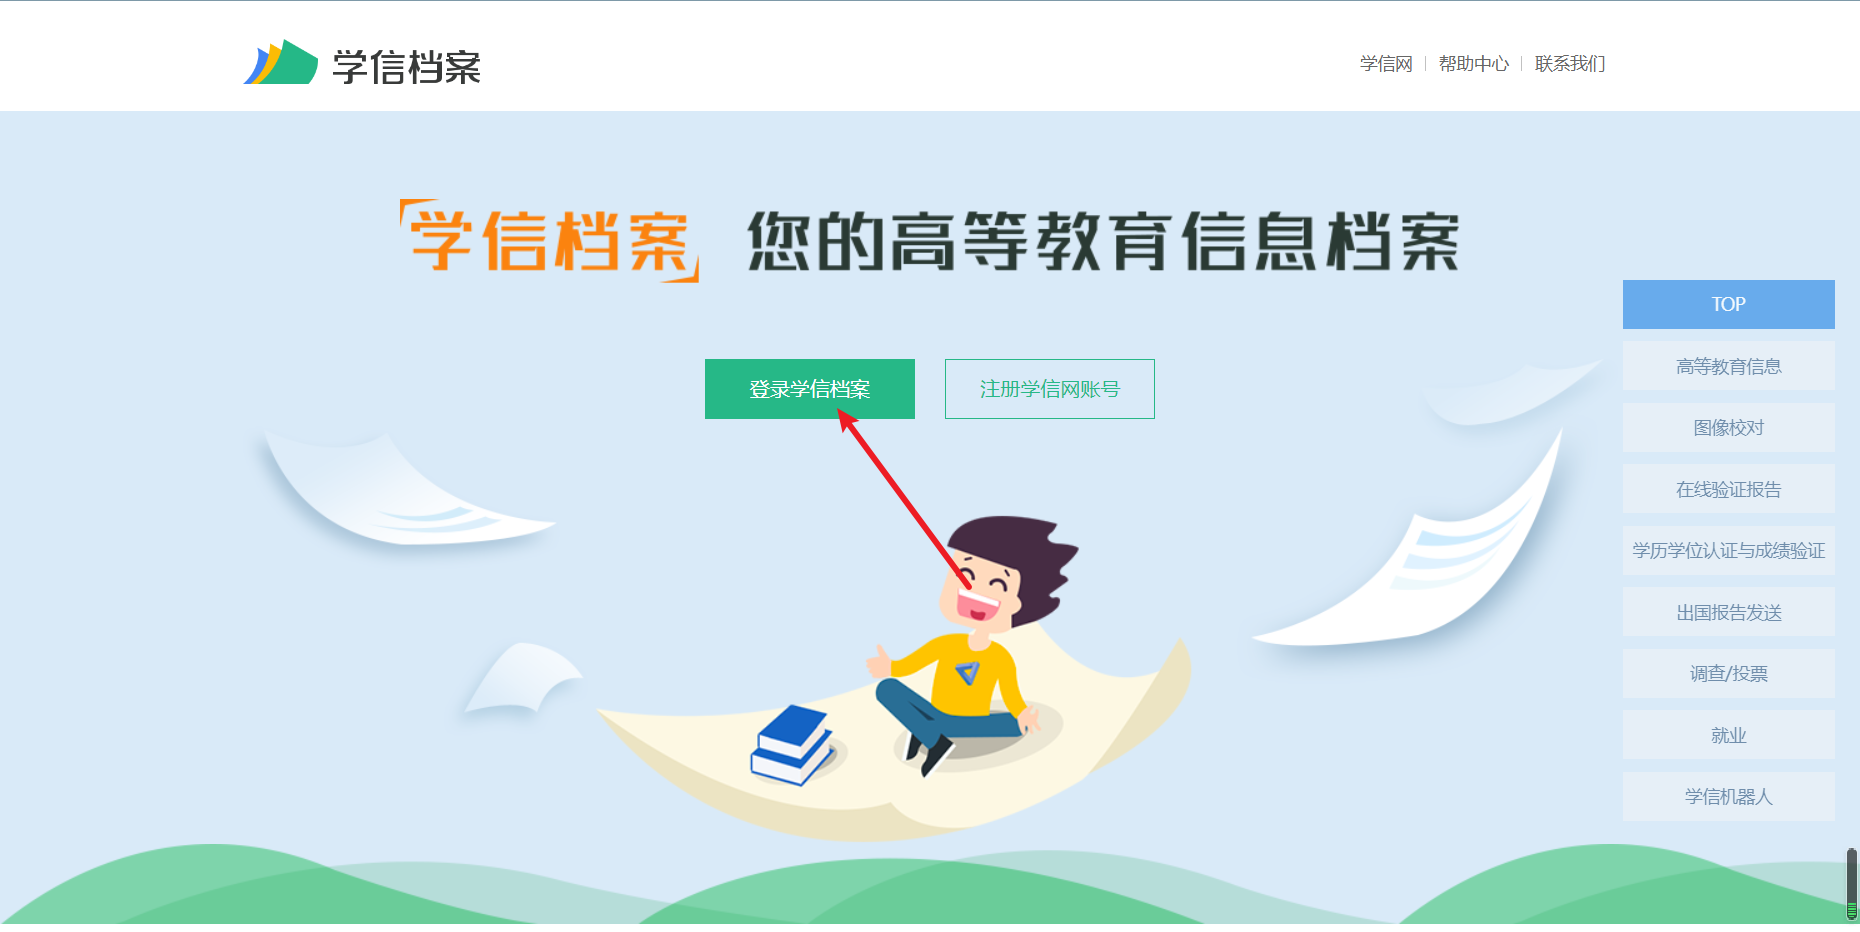 学信档案
学信网 | 帮助中心 | 联系我们
学信档案 您的高等教育信息档案
登录学信档案
注册学信网账号
TOP
高等教育信息
图像校对
在线验证报告
学历学位认证与成绩验证
出国报告发送
调查/投票
就业
学信机器人